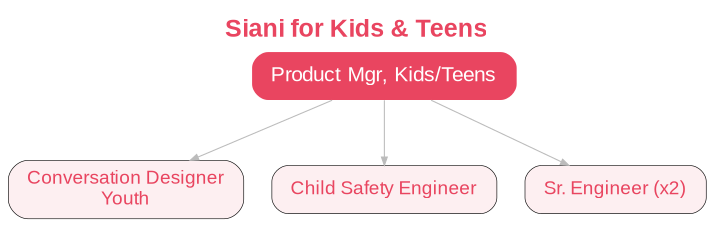 Siani for Kids & Teens
Product Mgr, Kids/Teens
Conversation Designer
Youth
Child Safety Engineer
Sr. Engineer (x2)